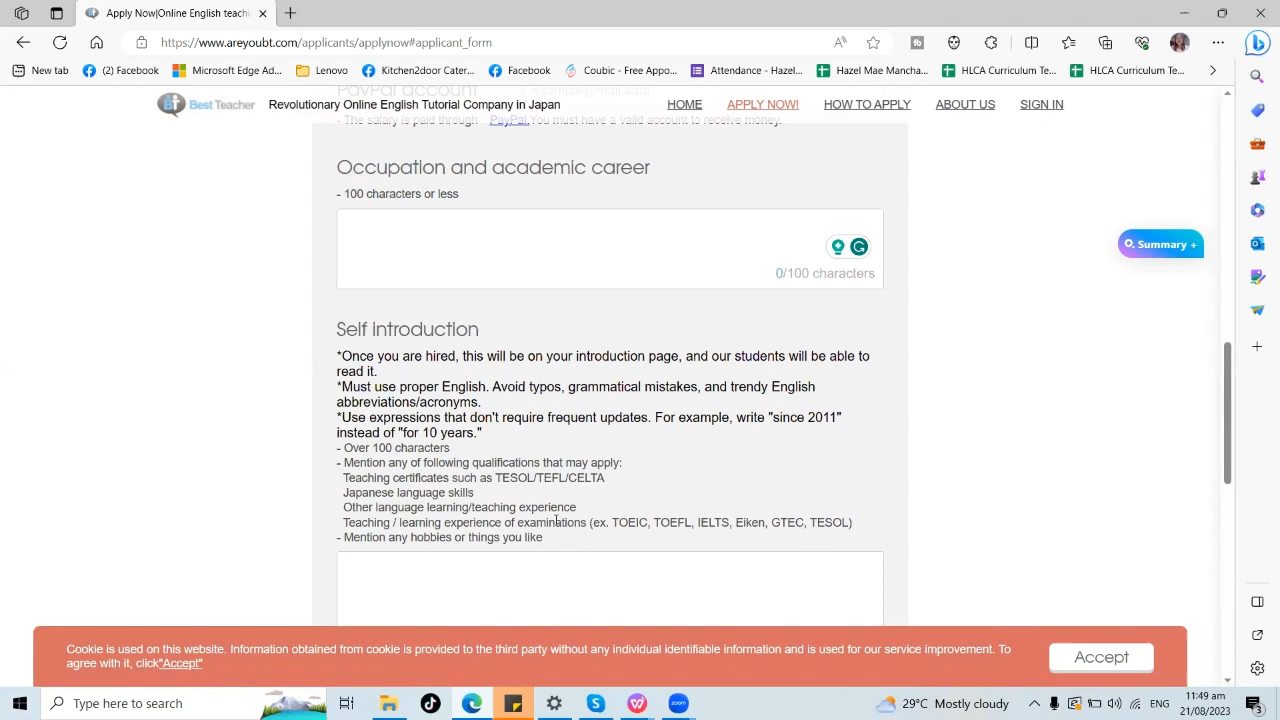 Apply Now|Online English Teache
https://www.areyoubt.com/applicants/applynow#applicant_form
New tab
(2) Facebook
Microsoft Edge Ad...
Lenovo
Kitchen2door Cater...
Facebook
Coubic - Free Appo...
Attendance - Hazel...
Hazel Mae Mancha...
HLCA Curriculum Te...
HLCA Curriculum Te...
PayPal account
example@mail.addr
Best Teacher Revolutionary Online English Tutorial Company in Japan
HOME APPLY NOW! HOW TO APPLY ABOUT US SIGN IN
- The salary is paid through PayPal.You must have a valid account to receive money.
Occupation and academic career
- 100 characters or less
0/100 characters
Summary +
Self introduction
*Once you are hired, this will be on your introduction page, and our students will be able to
read it.
*Must use proper English. Avoid typos, grammatical mistakes, and trendy English
abbreviations/acronyms.
*Use expressions that don't require frequent updates. For example, write "since 2011"
instead of "for 10 years."
- Over 100 characters
- Mention any of following qualifications that may apply:
Teaching certificates such as TESOL/TEFL/CELTA
Japanese language skills
Other language learning/teaching experience
Teaching / learning experience of examinations (ex. TOEIC, TOEFL, IELTS, Eiken, GTEC, TESOL)
- Mention any hobbies or things you like
Cookie is used on this website. Information obtained from cookie is provided to the third party without any individual identifiable information and is used for our service improvement. To
agree with it, click"Accept"
Accept
Type here to search
zoom
29°C Mostly cloudy
ENG
11:49 am
21/08/2023
3